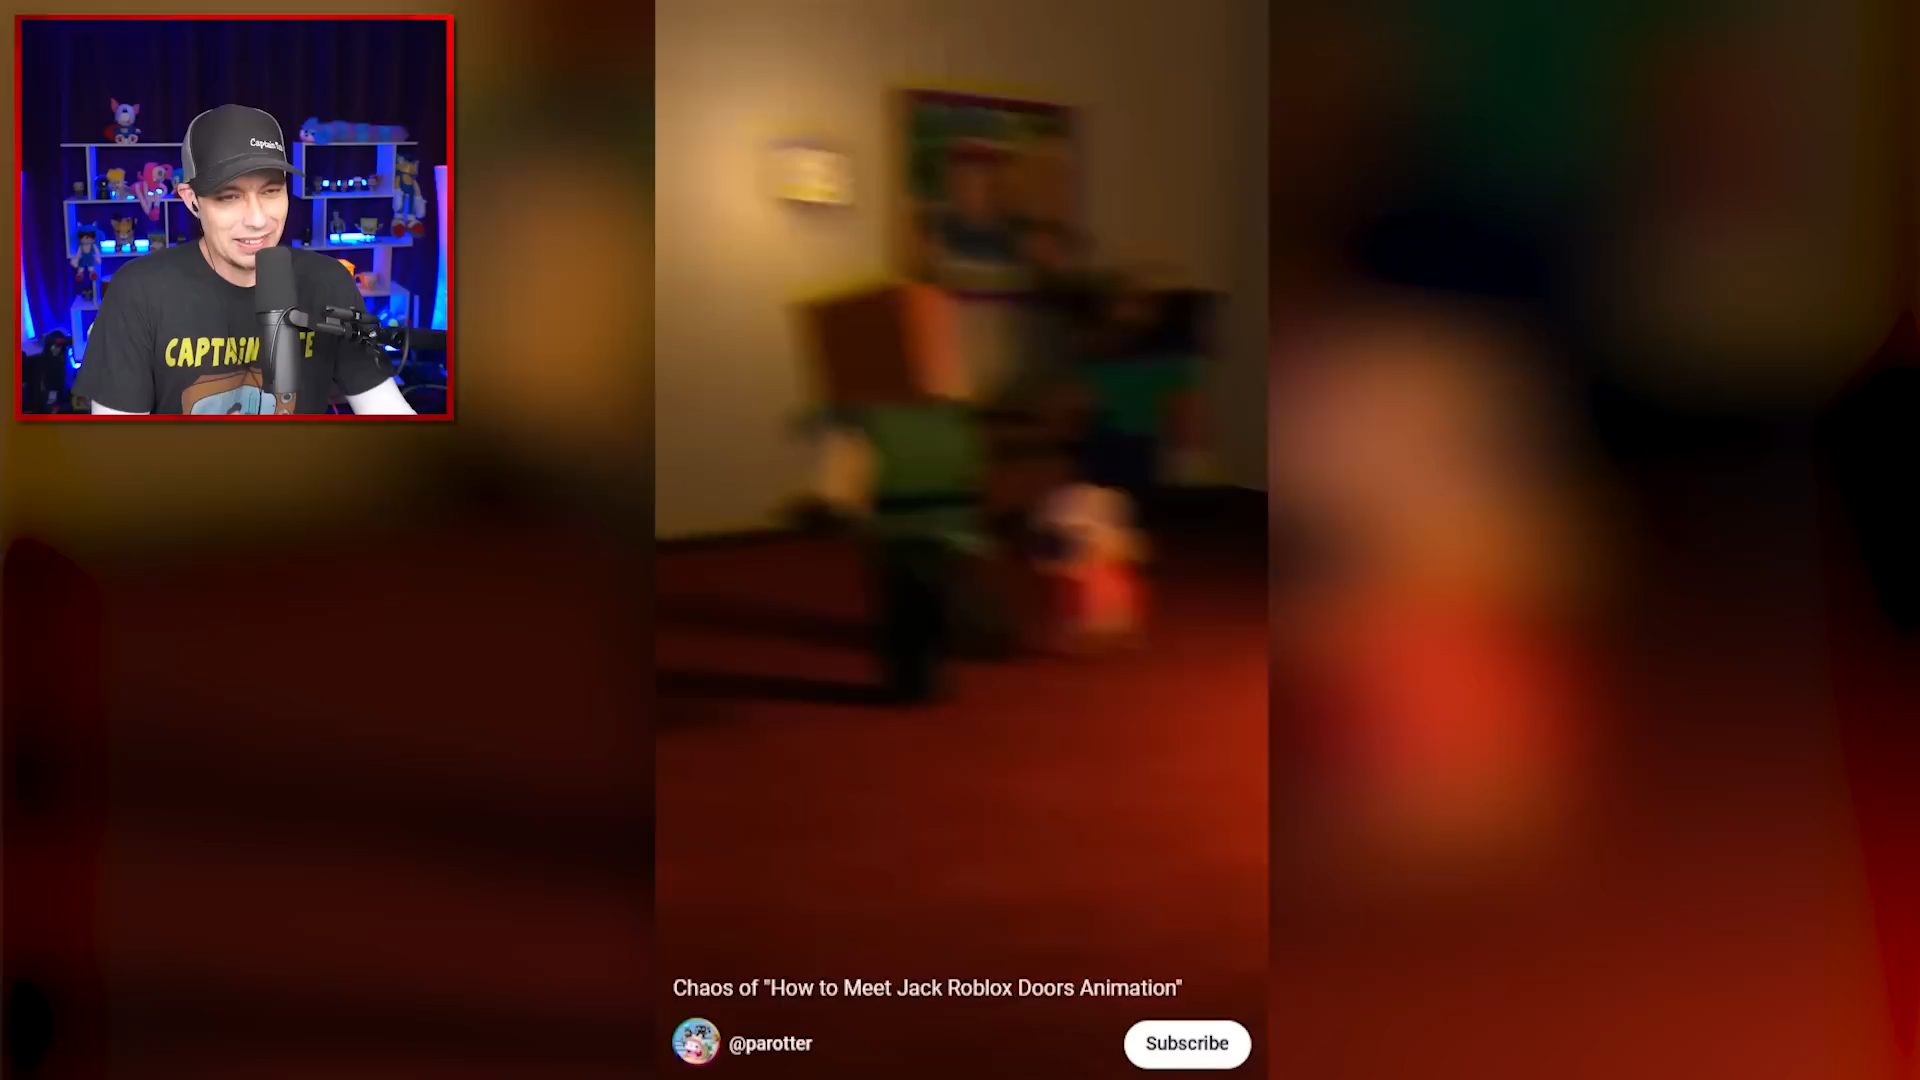 Captain
CAPTAIN
Chaos of "How to Meet Jack Roblox Doors Animation"
@parotter
Subscribe